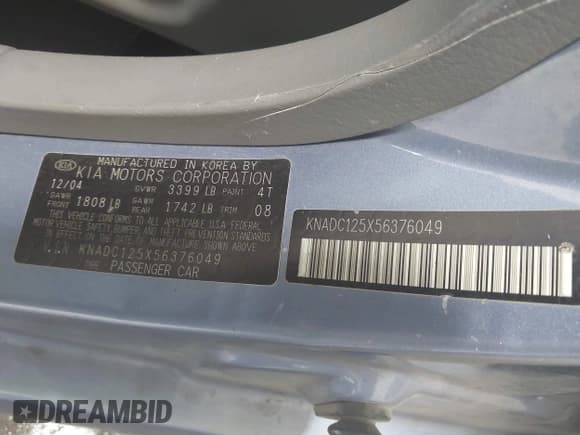 MANUFACTURED IN KOREA BY
KIA KIA MOTORS CORPORATION
12/04 GVWR 3399 LB PAINT 4T
GAWR FRONT 1808 LB GAWR REAR 1742 LB TRIM 08
THIS VEHICLE CONFORMS TO ALL APPLICABLE U.S.A FEDERAL
MOTOR VEHICLE SAFETY, BUMPER, AND THEFT PREVENTION STANDARDS
IN EFFECT ON THE DATE OF MANUFACTURE SHOWN ABOVE
V.I.N KNADC125X56376049
TYPE PASSENGER CAR
KNADC125X56376049
DREAMBID